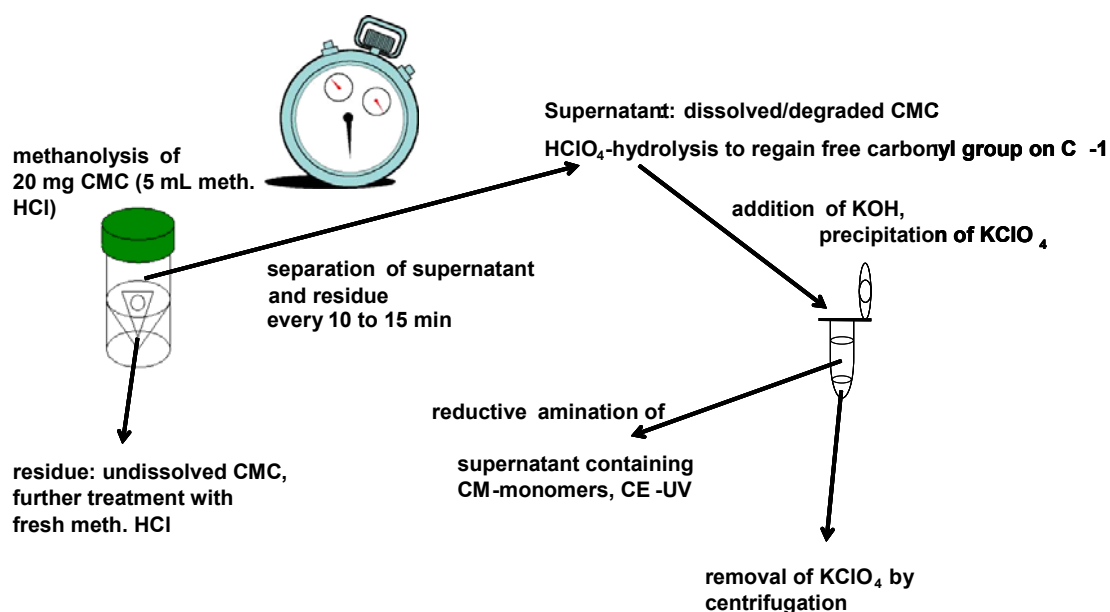 methanolysis of
20 mg CMC (5 mL meth.
HCl)
Supernatant: dissolved/degraded CMC
HClO₄-hydrolysis to regain free carbonyl group on C -1
addition of KOH,
precipitation of KClO ₄
separation of supernatant
and residue
every 10 to 15 min
reductive amination of
supernatant containing
CM-monomers, CE -UV
residue: undissolved CMC,
further treatment with
fresh meth. HCl
removal of KClO₄ by
centrifugation